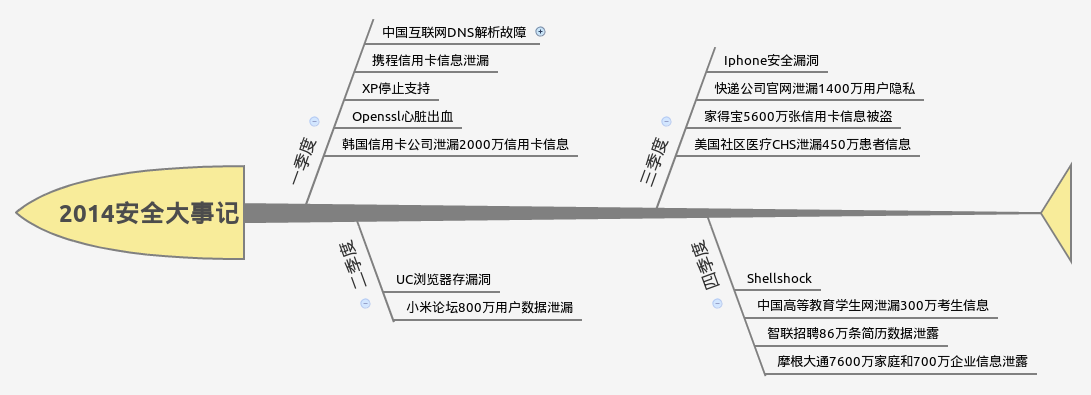 2014安全大事记
一季度
中国互联网DNS解析故障
携程信用卡信息泄漏
XP停止支持
Openssl心脏出血
韩国信用卡公司泄漏2000万信用卡信息
二季度
UC浏览器存漏洞
小米论坛800万用户数据泄漏
三季度
Iphone安全漏洞
快递公司官网泄漏1400万用户隐私
家得宝5600万张信用卡信息被盗
美国社区医疗CHS泄漏450万患者信息
四季度
Shellshock
中国高等教育学生网泄漏300万考生信息
智联招聘86万条简历数据泄露
摩根大通7600万家庭和700万企业信息泄露